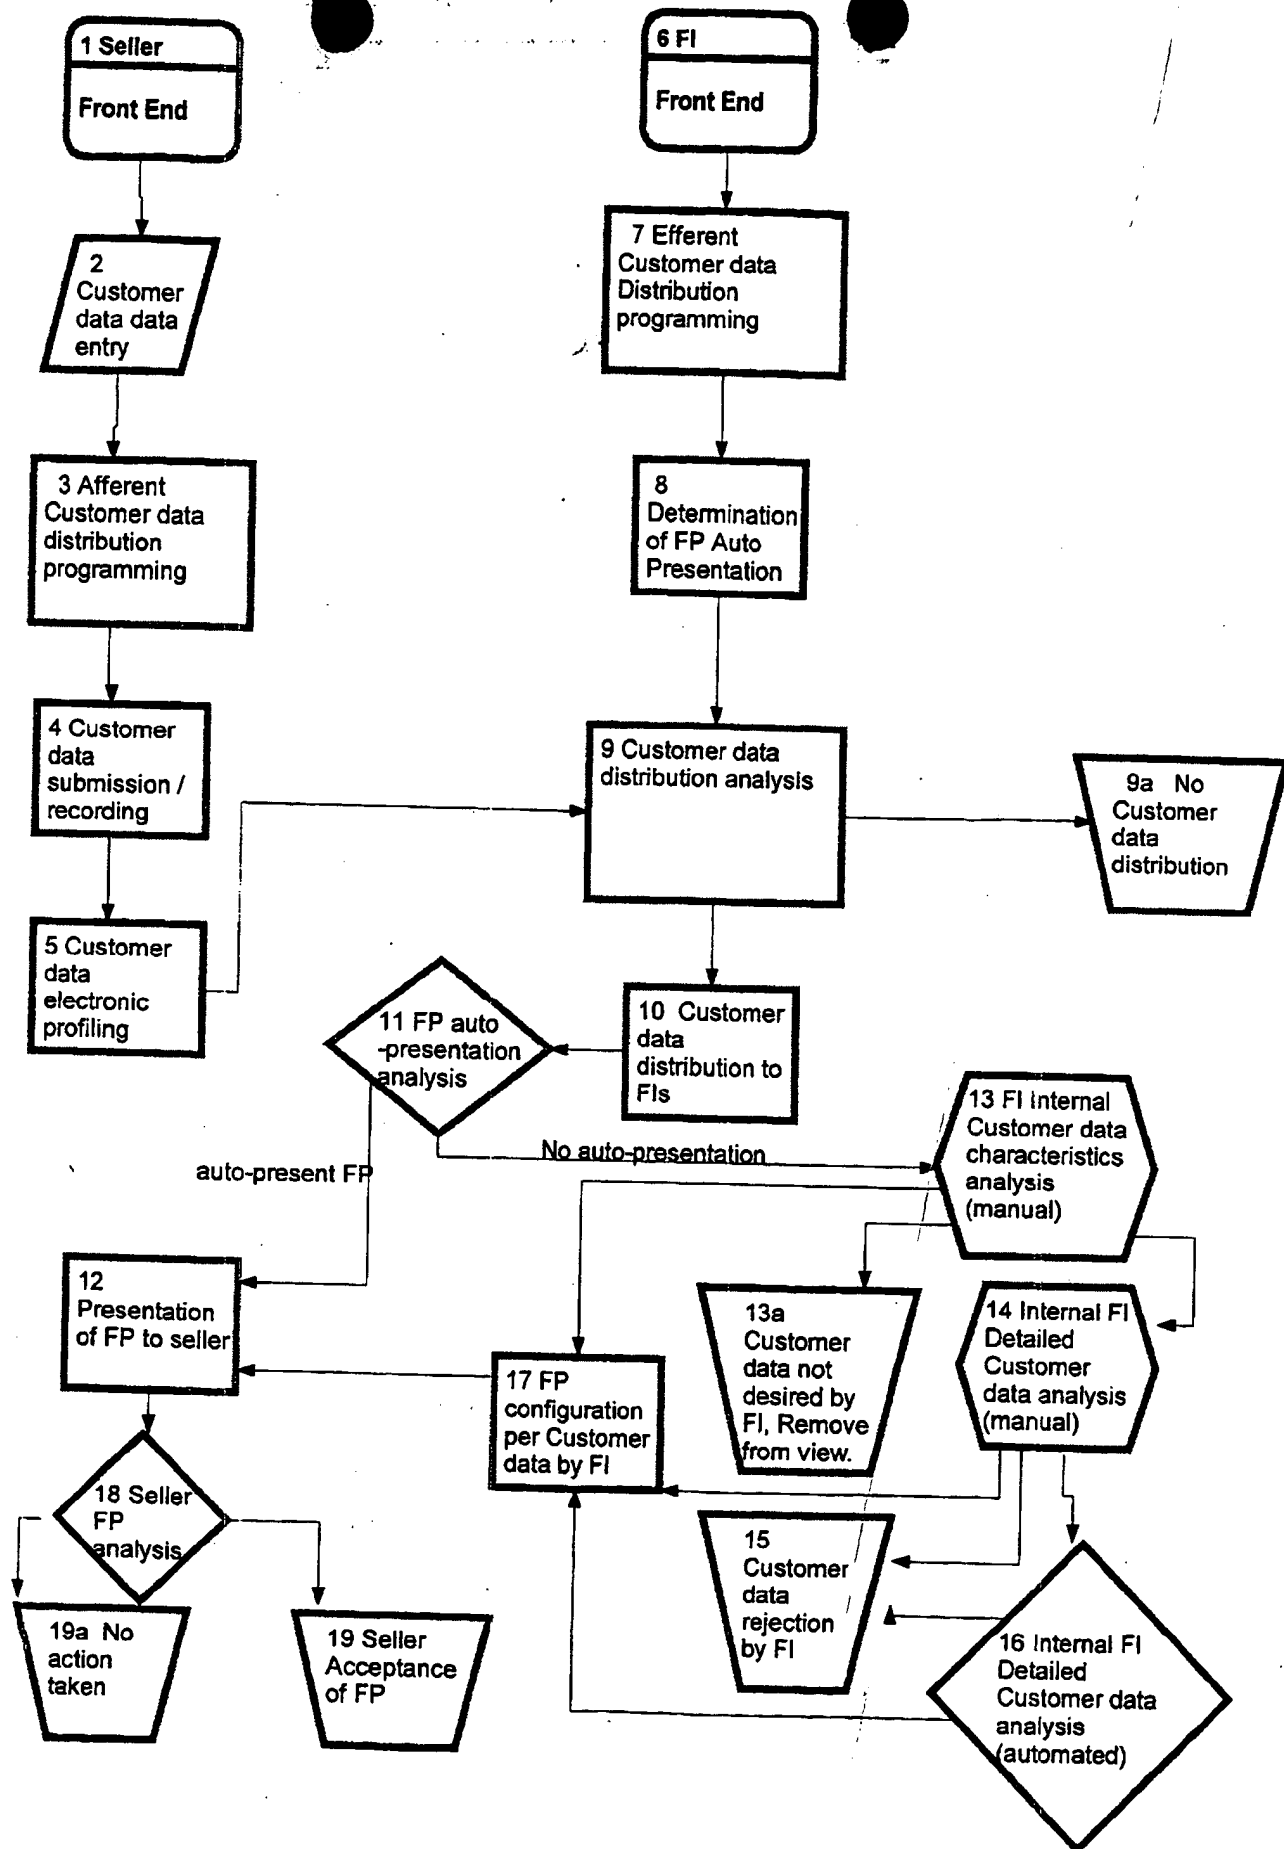 1 Seller
Front End
6 FI
Front End
2
Customer
data data
entry
7 Efferent
Customer data
Distribution
programming
3 Afferent
Customer data
distribution
programming
8
Determination
of FP Auto
Presentation
4 Customer
data
submission /
recording
9 Customer data
distribution analysis
9a No
Customer
data
distribution
5 Customer
data
electronic
profiling
10 Customer
data
distribution to
FIs
11 FP auto
-presentation
analysis
auto-present FP
No auto-presentation
13 FI Internal
Customer data
characteristics
analysis
(manual)
12
Presentation
of FP to seller
13a
Customer
data not
desired by
FI, Remove
from view.
14 Internal FI
Detailed
Customer
data analysis
(manual)
17 FP
configuration
per Customer
data by FI
18 Seller
FP
analysis
15
Customer
data
rejection
by FI
16 Internal FI
Detailed
Customer data
analysis
(automated)
19a No
action
taken
19 Seller
Acceptance
of FP